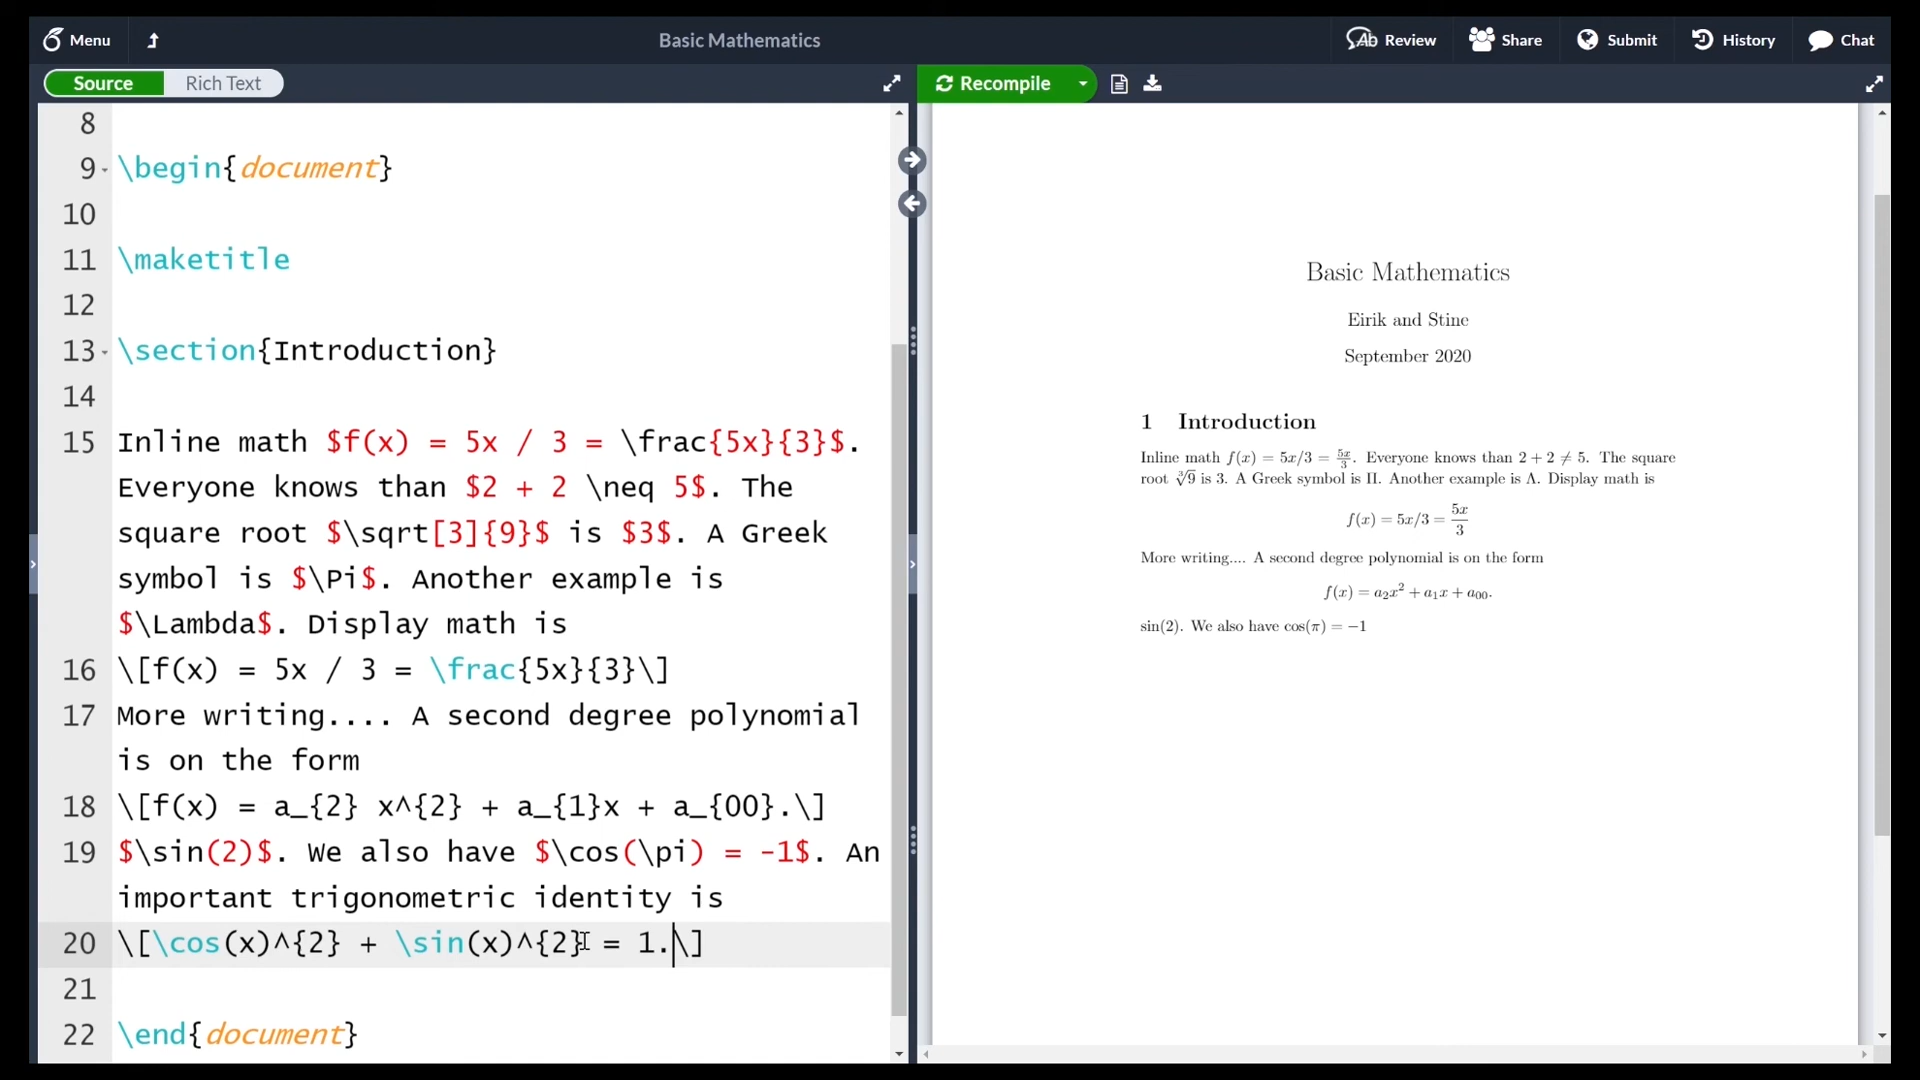 Menu
Basic Mathematics
Review
Share
Submit
History
Chat
Source
Rich Text
Recompile
8
9 \begin{document}
10
11 \maketitle
12
13 \section{Introduction}
14
15 Inline math $f(x) = 5x / 3 = \frac{5x}{3}$.
Everyone knows than $2 + 2 \neq 5$. The
square root $\sqrt[3]{9}$ is $3$. A Greek
symbol is $\Pi$. Another example is
$\Lambda$. Display math is
16 \[f(x) = 5x / 3 = \frac{5x}{3}\]
17 More writing.... A second degree polynomial
is on the form
18 \[f(x) = a_{2} x^{2} + a_{1}x + a_{00}.\]
19 $\sin(2)$. We also have $\cos(\pi) = -1$. An
important trigonometric identity is
20 \[\cos(x)^{2} + \sin(x)^{2} = 1.\]
21
22 \end{document}
Basic Mathematics
Eirik and Stine
September 2020
1 Introduction
Inline math f(x) = 5x/3 = 5x/3. Everyone knows than 2 + 2 ≠ 5. The square
root ∛9 is 3. A Greek symbol is Π. Another example is Λ. Display math is
f(x) = 5x/3 = 5x/3
More writing.... A second degree polynomial is on the form
f(x) = a₂x² + a₁x + a₀₀.
sin(2). We also have cos(π) = −1